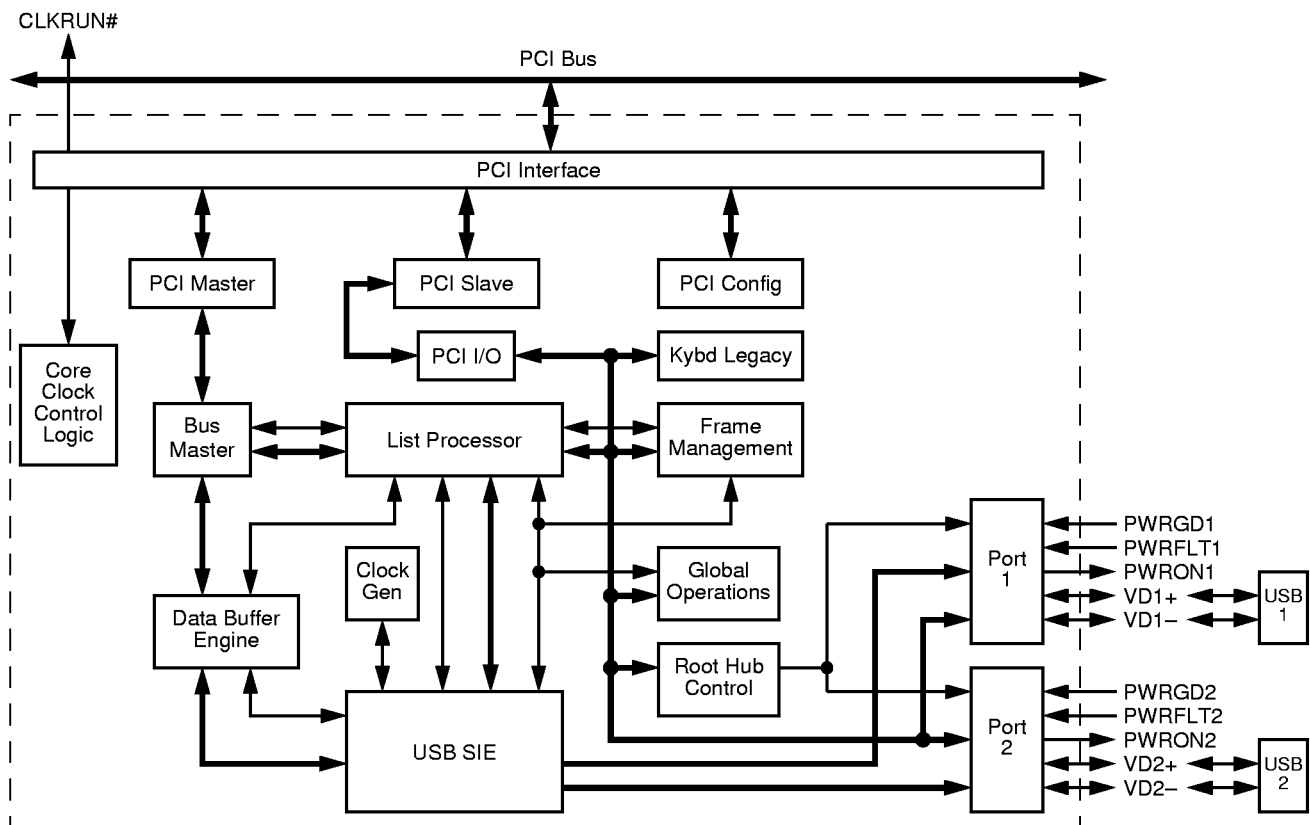 CLKRUN#
PCI Bus
PCI Interface
PCI Master
PCI Slave
PCI Config
PCI I/O
Kybd Legacy
Core
Clock
Control
Logic
Bus
Master
List Processor
Frame
Management
Clock
Gen
Global
Operations
Data Buffer
Engine
Root Hub
Control
USB SIE
Port
1
PWRGD1
PWRFLT1
PWRON1
VD1+
VD1–
USB
1
Port
2
PWRGD2
PWRFLT2
PWRON2
VD2+
VD2–
USB
2